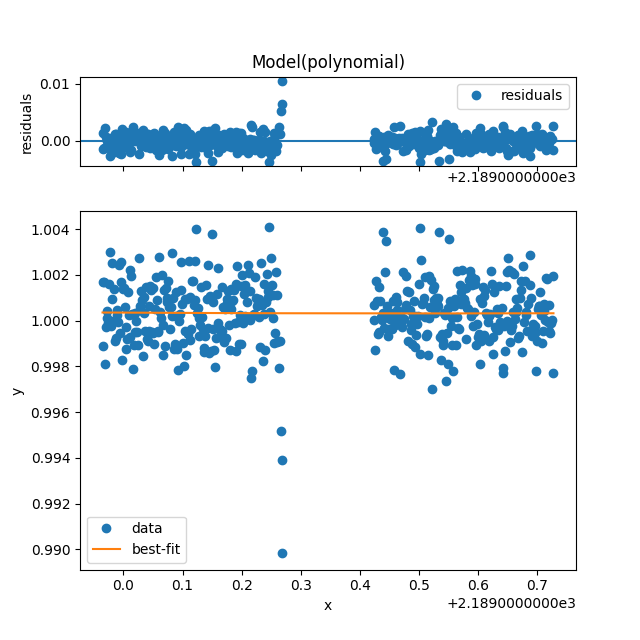 Model(polynomial)
0.01
0.00
residuals
residuals
+2.1890000000e3
1.004
1.002
1.000
0.998
0.996
0.994
0.992
0.990
y
data
best-fit
0.0 0.1 0.2 0.3 0.4 0.5 0.6 0.7
x
+2.1890000000e3